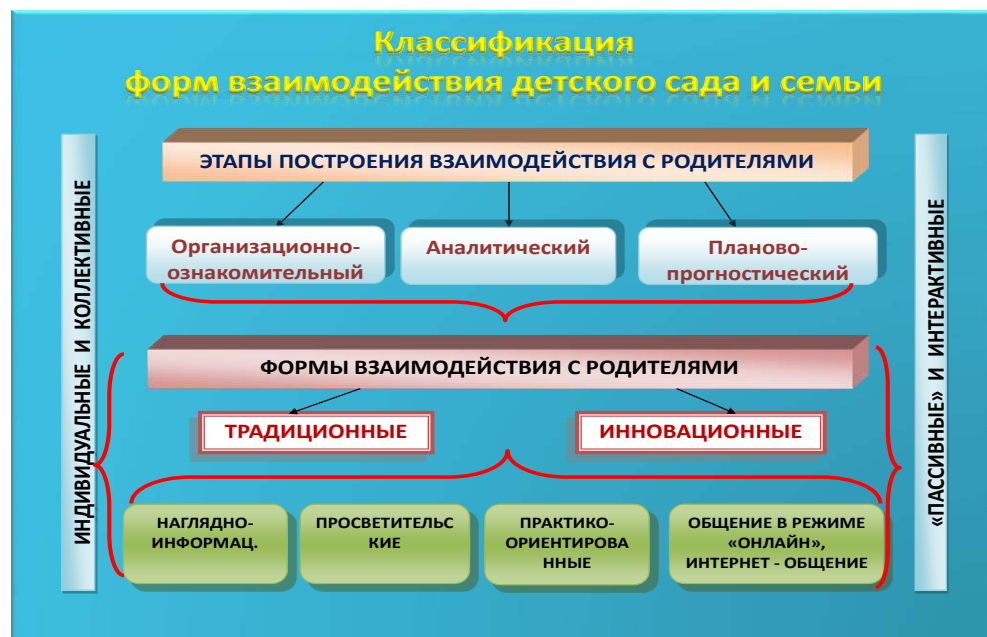 Классификация
форм взаимодействия детского сада и семьи
ИНДИВИДУАЛЬНЫЕ И КОЛЛЕКТИВНЫЕ
ЭТАПЫ ПОСТРОЕНИЯ ВЗАИМОДЕЙСТВИЯ С РОДИТЕЛЯМИ
Организационно-
ознакомительный
Аналитический
Планово-
прогностический
ФОРМЫ ВЗАИМОДЕЙСТВИЯ С РОДИТЕЛЯМИ
ТРАДИЦИОННЫЕ
ИННОВАЦИОННЫЕ
НАГЛЯДНО-
ИНФОРМАЦ.
ПРОСВЕТИТЕЛЬС
КИЕ
ПРАКТИКО-
ОРИЕНТИРОВА
ННЫЕ
ОБЩЕНИЕ В РЕЖИМЕ
«ОНЛАЙН»,
ИНТЕРНЕТ - ОБЩЕНИЕ
«ПАССИВНЫЕ» И ИНТЕРАКТИВНЫЕ